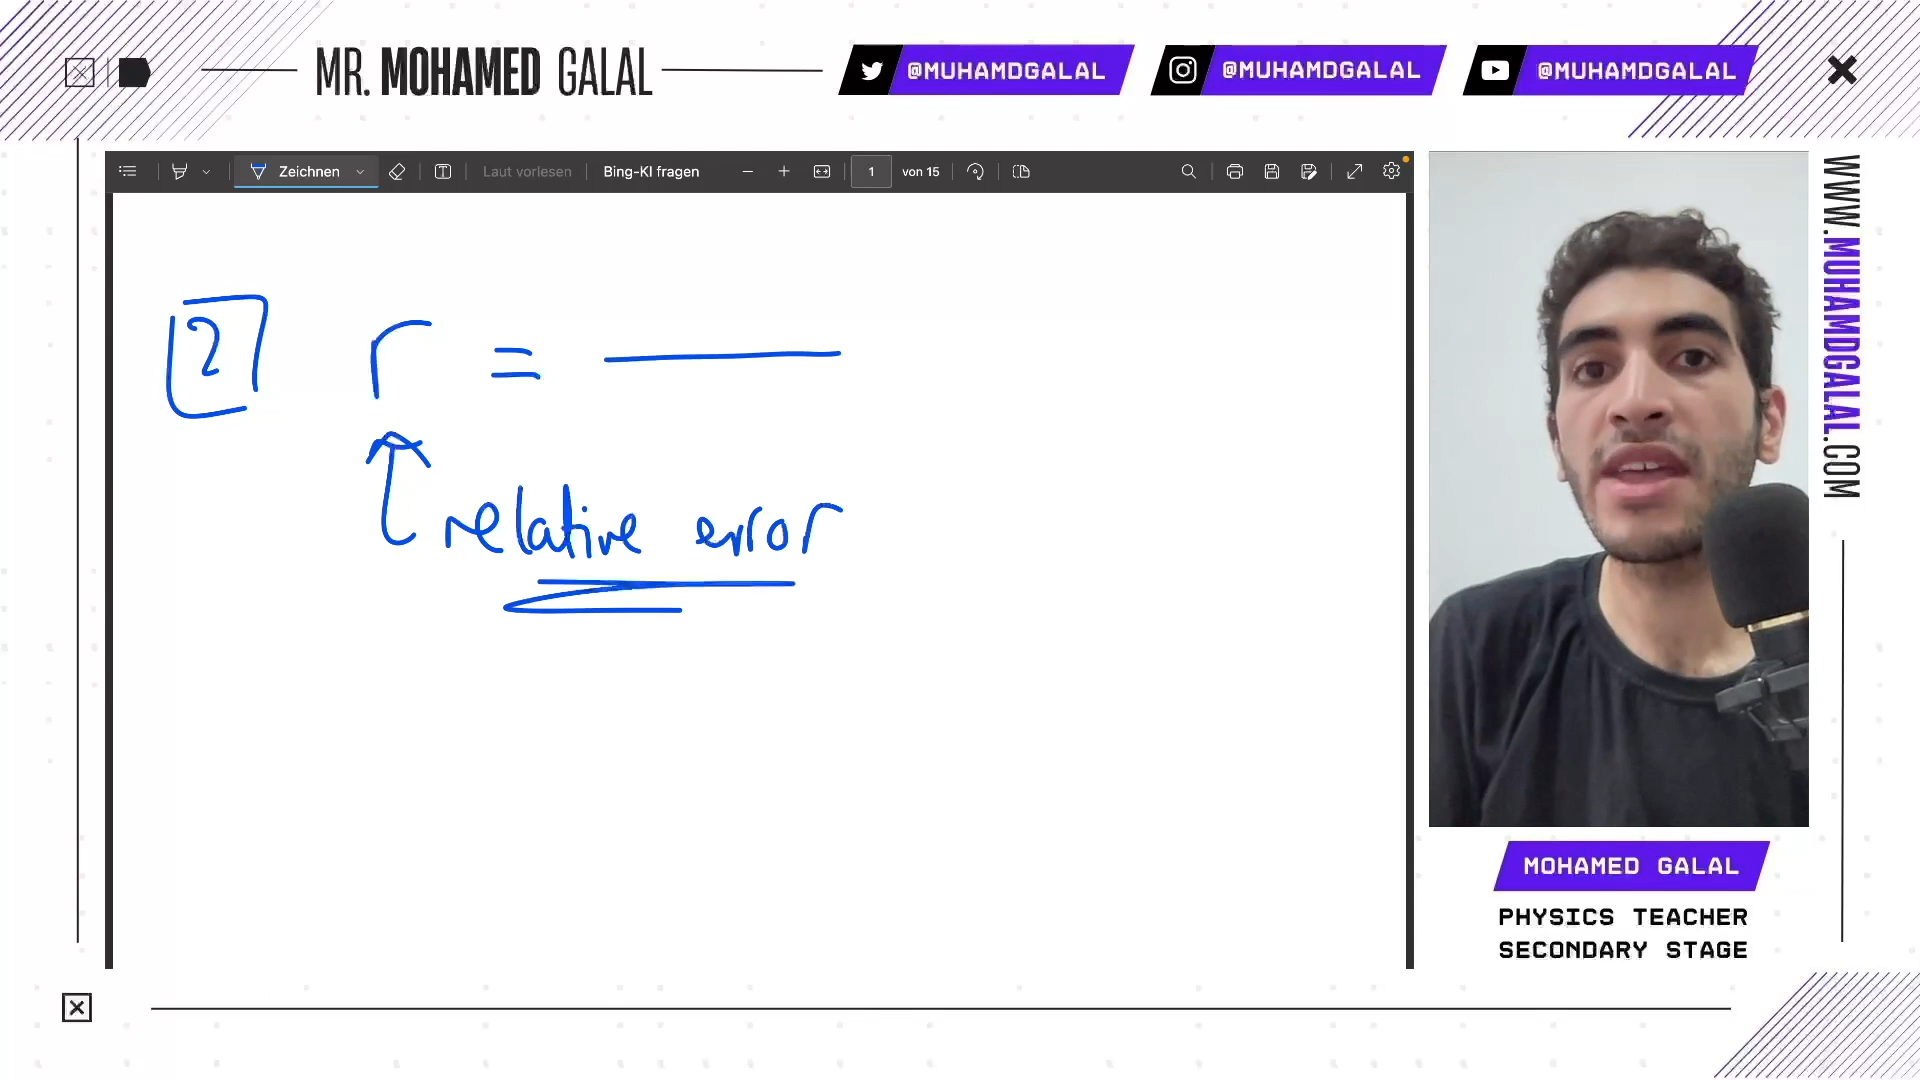 MR. MOHAMED GALAL
@MUHAMDGALAL
@MUHAMDGALAL
@MUHAMDGALAL
Zeichnen
Laut vorlesen
Bing-KI fragen
1
von 15
WWW.MUHAMDGALAL.COM
2 r =
relative error
MOHAMED GALAL
PHYSICS TEACHER
SECONDARY STAGE